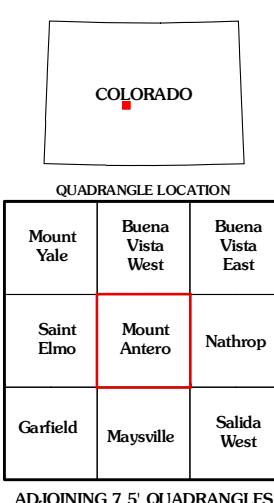 COLORADO
QUADRANGLE LOCATION
Mount
Yale
Buena
Vista
West
Buena
Vista
East
Saint
Elmo
Mount
Antero
Nathrop
Garfield
Maysville
Salida
West
ADJOINING 7.5' QUADRANGLES